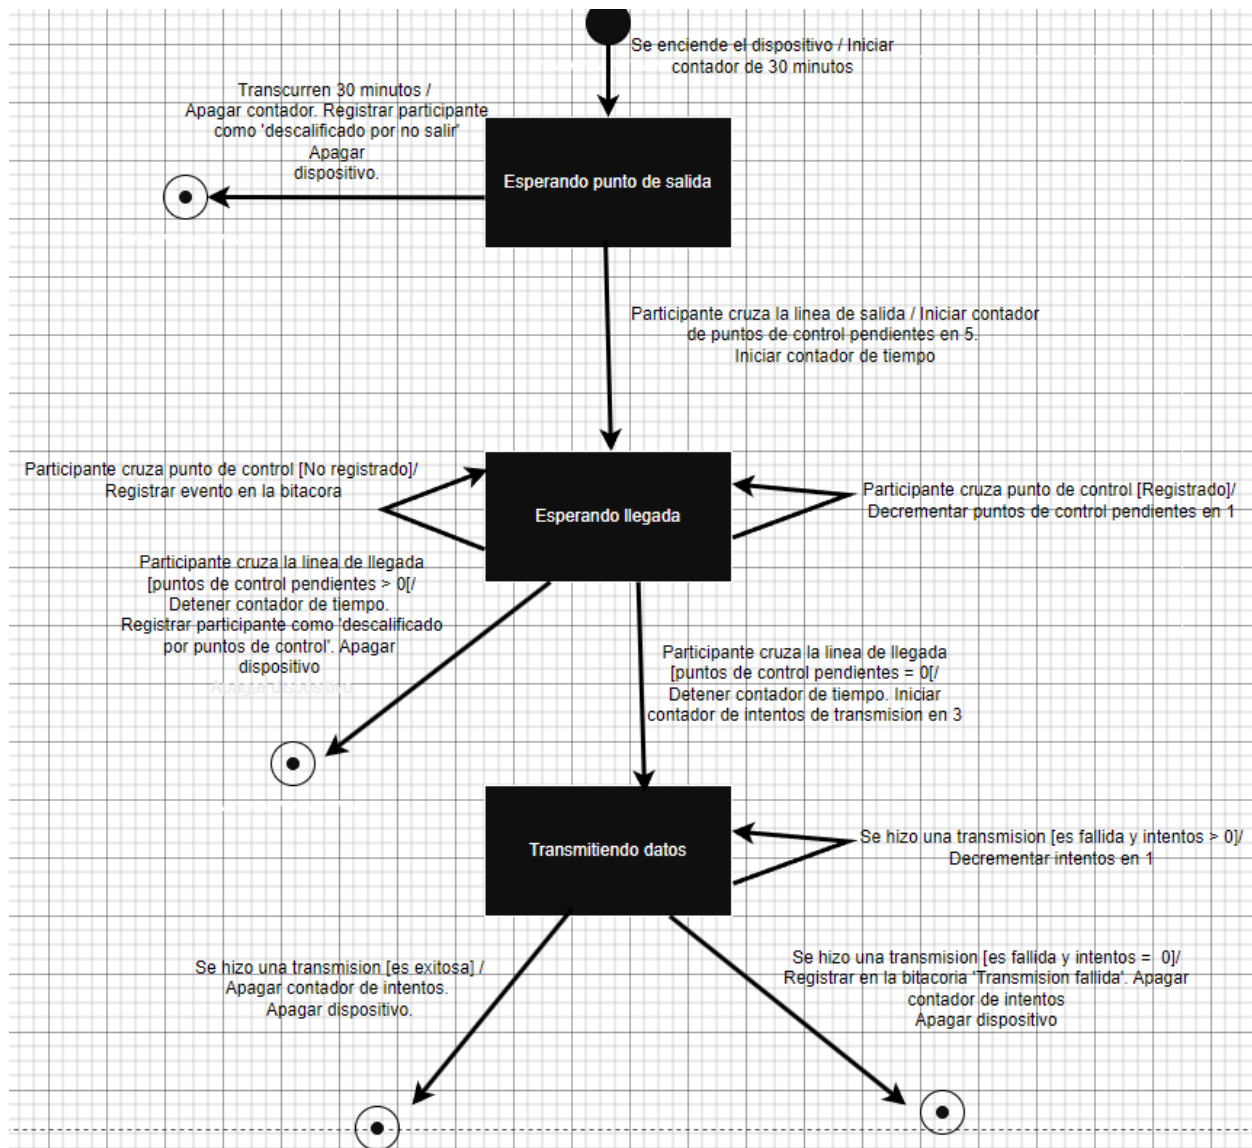 Se enciende el dispositivo / Iniciar
contador de 30 minutos
Transcurren 30 minutos /
Apagar contador. Registrar participante
como 'descalificado por no salir'
Apagar
dispositivo.
Esperando punto de salida
Participante cruza la linea de salida / Iniciar contador
de puntos de control pendientes en 5.
Iniciar contador de tiempo
Participante cruza punto de control [No registrado]/
Registrar evento en la bitacora
Esperando llegada
Participante cruza punto de control [Registrado]/
Decrementar puntos de control pendientes en 1
Participante cruza la linea de llegada
[puntos de control pendientes > 0[/
Detener contador de tiempo.
Registrar participante como 'descalificado
por puntos de control'. Apagar
dispositivo
Apagar dispositivo
Participante cruza la linea de llegada
[puntos de control pendientes = 0[/
Detener contador de tiempo. Iniciar
contador de intentos de transmision en 3
Transmitiendo datos
Se hizo una transmision [es fallida y intentos > 0]/
Decrementar intentos en 1
Se hizo una transmision [es exitosa] /
Apagar contador de intentos.
Apagar dispositivo.
Se hizo una transmision [es fallida y intentos = 0]/
Registrar en la bitacoria 'Transmision fallida'. Apagar
contador de intentos
Apagar dispositivo